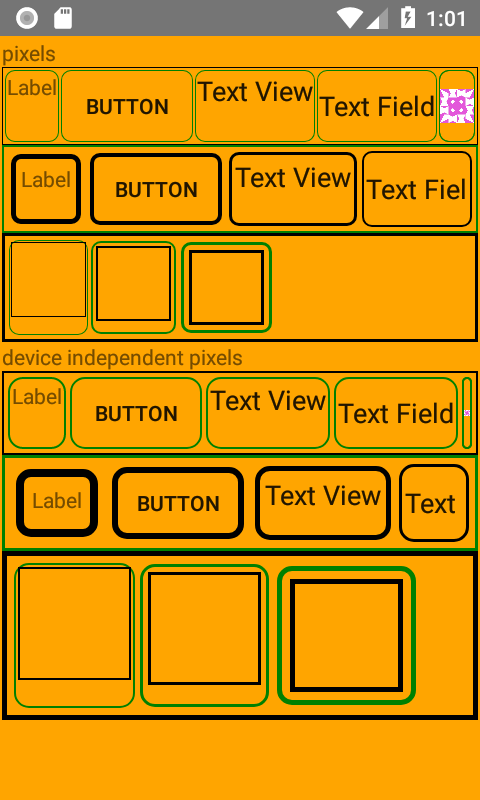 1:01
pixels
Label BUTTON Text View Text Field
Label BUTTON Text View Text Fiel
device independent pixels
Label BUTTON Text View Text Field
Label BUTTON Text View Text